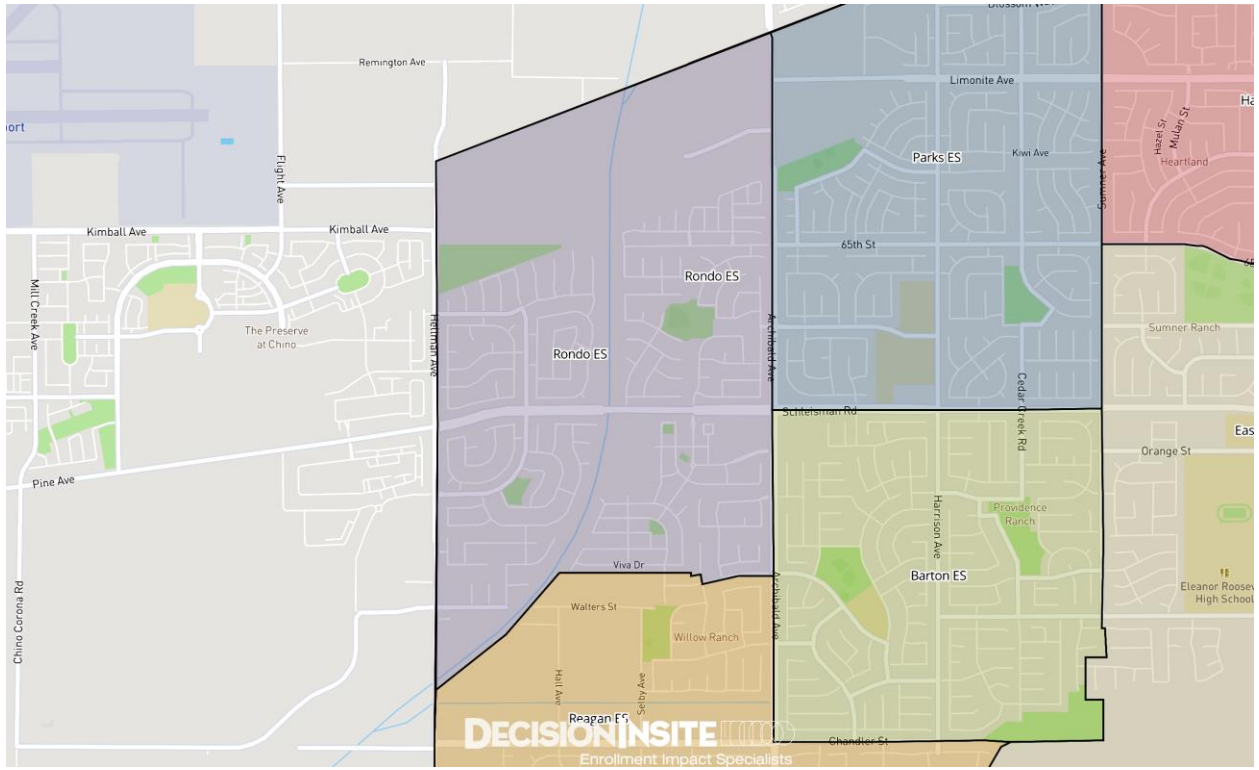 Blossom Wa
Remington Ave
Limonite Ave
Ha
port
Flight Ave
Hazel St
Mulan St
Parks ES
Kiwi Ave
Sumner Ave
Heartland
Kimball Ave
Kimball Ave
65th St
65
Rondo ES
Mill Creek Ave
The Preserve
at Chino
Hellman Ave
Archibald Ave
Sumner Ranch
Rondo ES
Cedar Creek Rd
Schleisman Rd
Eas
Orange St
Pine Ave
Harrison Ave
Providence
Ranch
Viva Dr
Barton ES
Archibald Ave
Eleanor Roosev
High School
Walters St
Willow Ranch
Chino Corona Rd
Hall Ave
Selby Ave
Reagan ES
DECISIONINSITE
Chandler St
Enrollment Impact Specialists